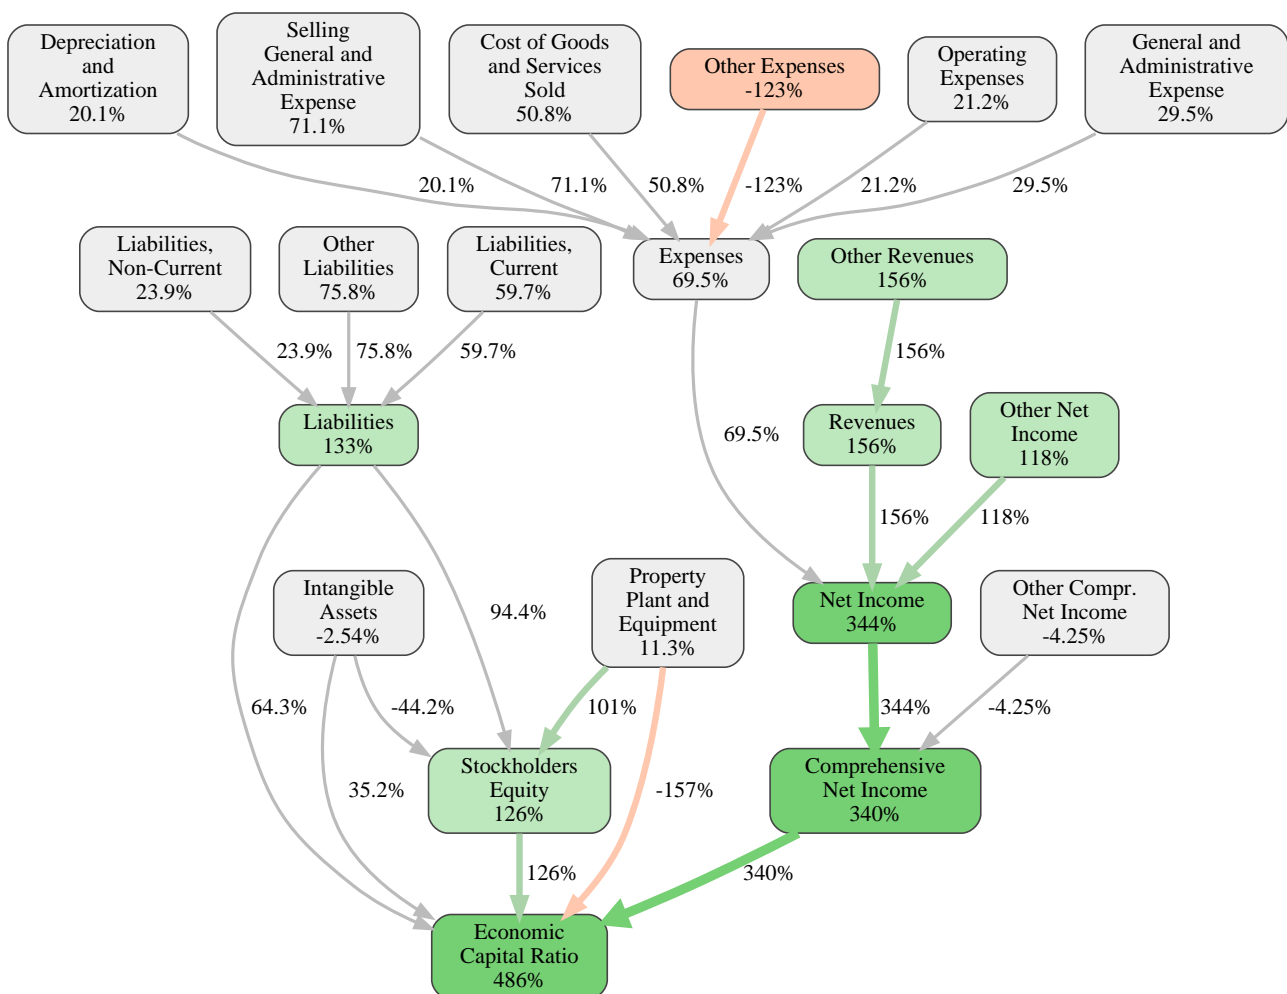 Depreciation
and
Amortization
20.1%
Selling
General and
Administrative
Expense
71.1%
Cost of Goods
and Services
Sold
50.8%
Other Expenses
-123%
Operating
Expenses
21.2%
General and
Administrative
Expense
29.5%
20.1%
71.1%
50.8%
-123%
21.2%
29.5%
Liabilities,
Non-Current
23.9%
Other
Liabilities
75.8%
Liabilities,
Current
59.7%
Expenses
69.5%
Other Revenues
156%
23.9%
75.8%
59.7%
156%
Liabilities
133%
69.5%
Revenues
156%
Other Net
Income
118%
156%
118%
Intangible
Assets
-2.54%
94.4%
Property
Plant and
Equipment
11.3%
Net Income
344%
Other Compr.
Net Income
-4.25%
64.3%
-44.2%
101%
344%
-4.25%
35.2%
Stockholders
Equity
126%
-157%
Comprehensive
Net Income
340%
126%
340%
Economic
Capital Ratio
486%